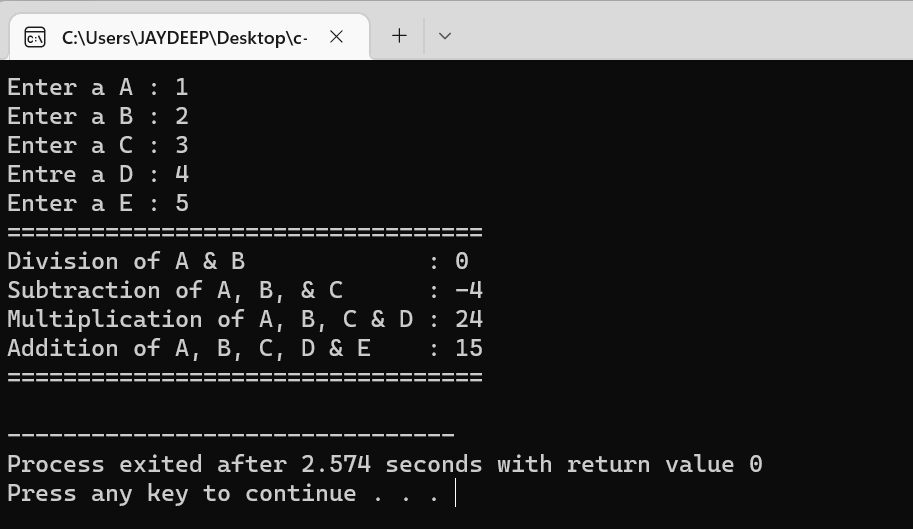 C:\Users\JAYDEEP\Desktop\c-
Enter a A : 1
Enter a B : 2
Enter a C : 3
Entre a D : 4
Enter a E : 5
==================================
Division of A & B             : 0
Subtraction of A, B, & C      : -4
Multiplication of A, B, C & D : 24
Addition of A, B, C, D & E    : 15
==================================
--------------------------------
Process exited after 2.574 seconds with return value 0
Press any key to continue . . .